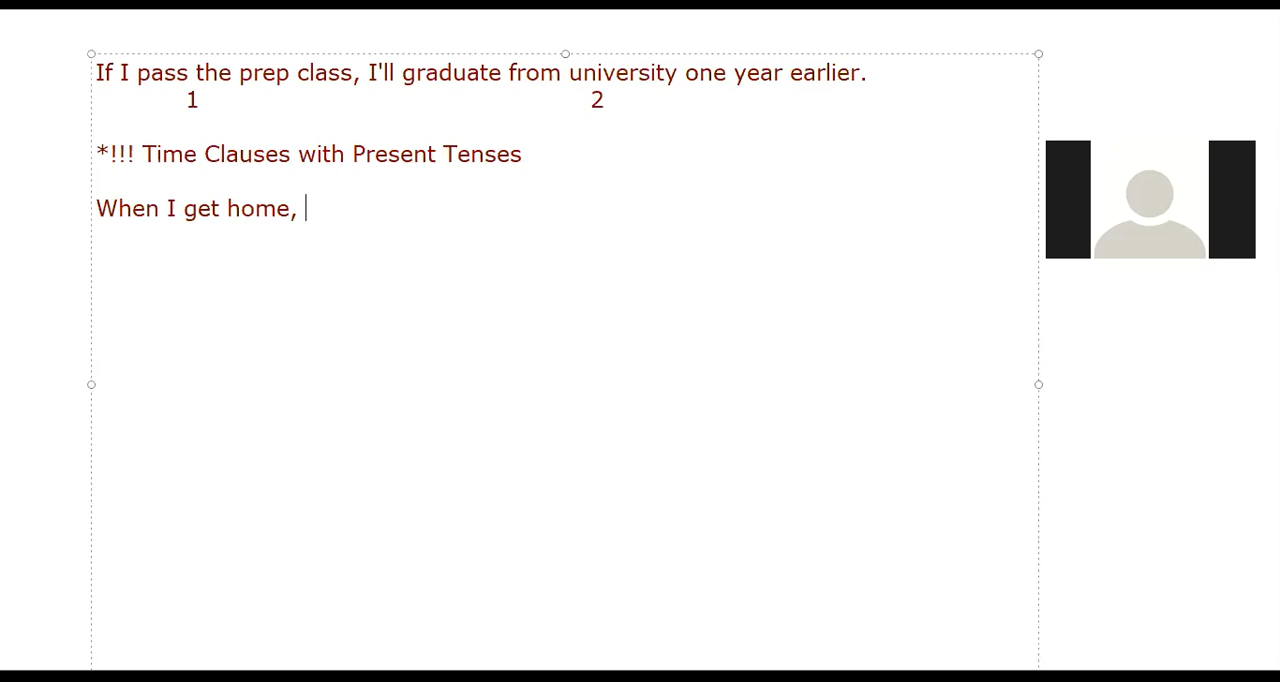 If I pass the prep class, I'll graduate from university one year earlier.
1 2
*!!! Time Clauses with Present Tenses
When I get home,